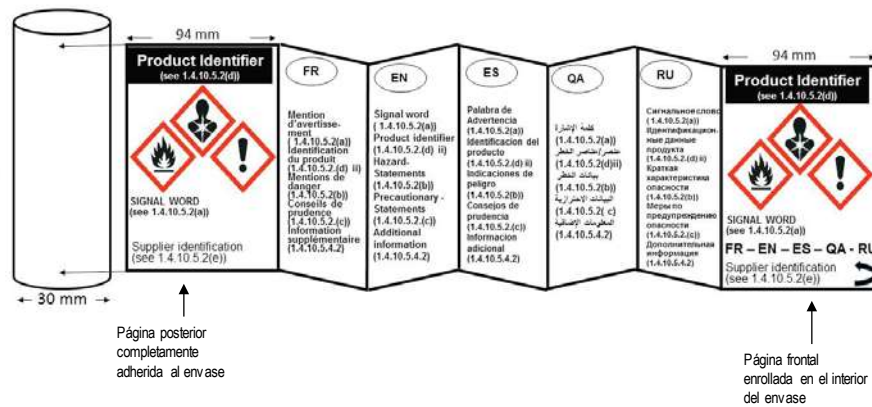 94 mm
Product Identifier
(see 1.4.10.5.2(d))
SIGNAL WORD
(see 1.4.10.5.2(a))
Supplier identification
(see 1.4.10.5.2(e))
30 mm
Página posterior
completamente
adherida al envase
FR
Mention
d'avertisse-
ment
( 1.4.10.5.2(a))
Identification
du produit
(1.4.10.5.2.(d) ii)
Mentions de
danger
(1.4.10.5.2(b))
Conseils de
prudence
(1.4.10.5.2.(c))
Information
supplémentaire
(1.4.10.5.4.2)
EN
Signal word
( 1.4.10.5.2(a))
Product identifier
(1.4.10.5.2.(d) ii)
Hazard-
Statements
(1.4.10.5.2(b))
Precautionary -
Statements
(1.4.10.5.2.(c))
Additional
information
(1.4.10.5.4.2)
ES
Palabra de
Advertencia
(1.4.10.5.2(a))
Identificacion del
producto
(1.4.10.5.2.(d) ii)
Indicaciones de
peligro
(1.4.10.5.2(b))
Consejos de
prudencia
(1.4.10.5.2.(c))
Informacion
adicional
(1.4.10.5.4.2)
QA
كلمة الإشارة
(1.4.10.5.2(a))
عنصر/عناصر الخطر
(1.4.10.5.2(d)ii)
بيانات الخطر
(1.4.10.5.2(b))
البيانات الاحترازية
(1.4.10.5.2( c)
المعلومات الإضافية
(1.4.10.5.4.2)
RU
Сигнальное слово
( 1.4.10.5.2(a))
Идентификацион-
ные данные
продукта
(1.4.10.5.2.(d) ii)
Краткая
характеристика
опасности
(1.4.10.5.2(b))
Меры по
предупреждению
опасности
(1.4.10.5.2.(c))
Дополнительная
информация
(1.4.10.5.4.2)
94 mm
Product Identifier
(see 1.4.10.5.2(d))
SIGNAL WORD
(see 1.4.10.5.2(a))
FR – EN – ES – QA - RU
Supplier identification
(see 1.4.10.5.2(e))
Página frontal
enrollada en el interior
del envase